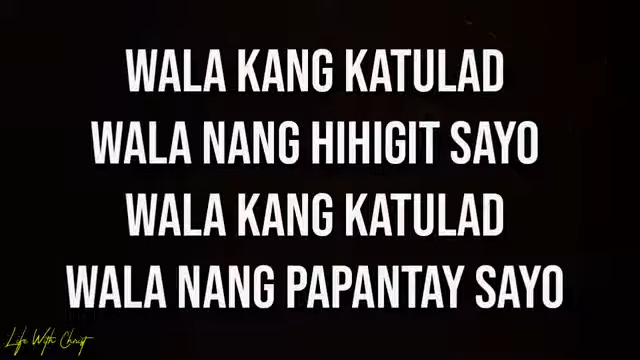 WALA KANG KATULAD
WALA NANG HIHIGIT SAYO
WALA KANG KATULAD
WALA NANG PAPANTAY SAYO
Life With Christ